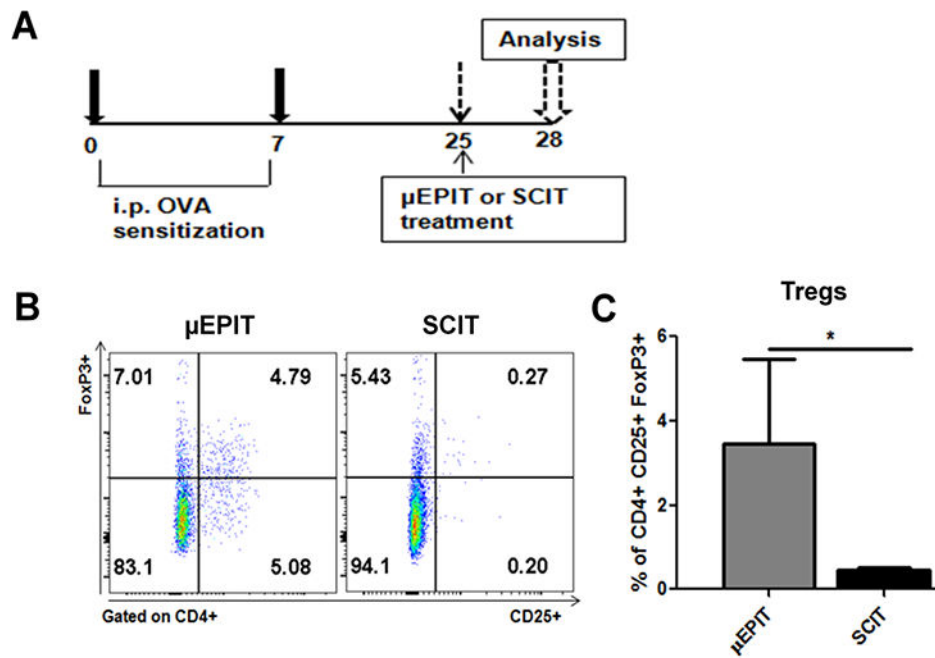 A
Analysis
0
7
25
28
i.p. OVA
sensitization
µEPIT or SCIT
treatment
B
µEPIT
SCIT
FoxP3+
7.01
4.79
83.1
5.08
5.43
0.27
94.1
0.20
Gated on CD4+
CD25+
C
Tregs
% of CD4+ CD25+ FoxP3+
6
4
2
0
*
µEPIT
SCIT